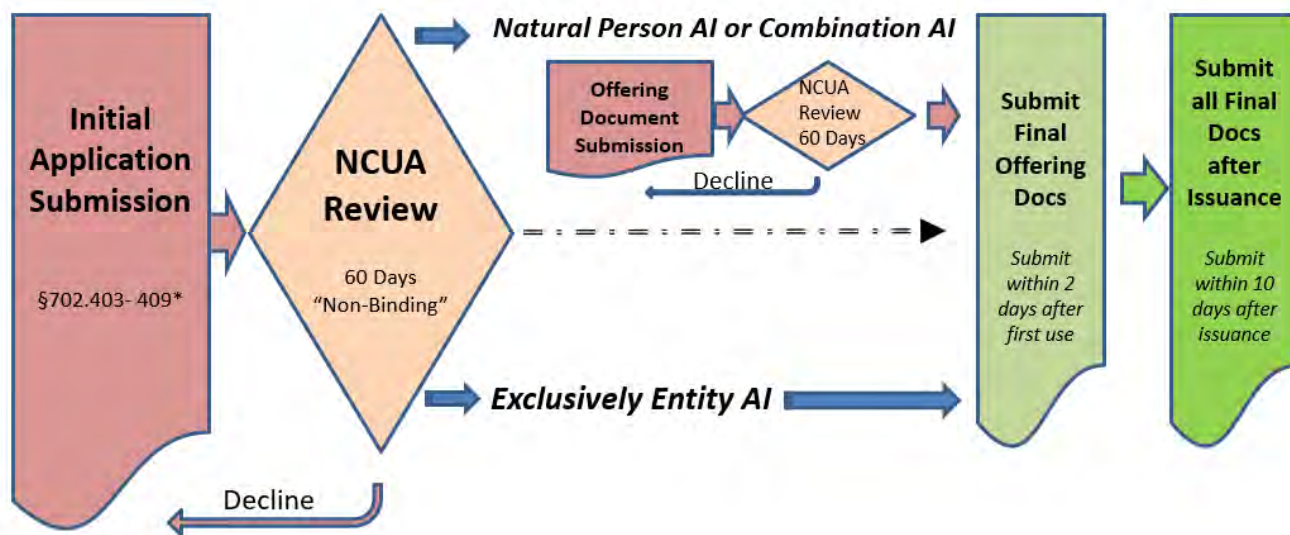 Initial
Application
Submission
§702.403- 409*
NCUA
Review
60 Days
“Non-Binding”
Decline
Natural Person AI or Combination AI
Offering
Document
Submission
NCUA
Review
60 Days
Decline
Exclusively Entity AI
Submit
Final
Offering
Docs
Submit
within 2
days after
first use
Submit
all Final
Docs
after
Issuance
Submit
within 10
days after
issuance